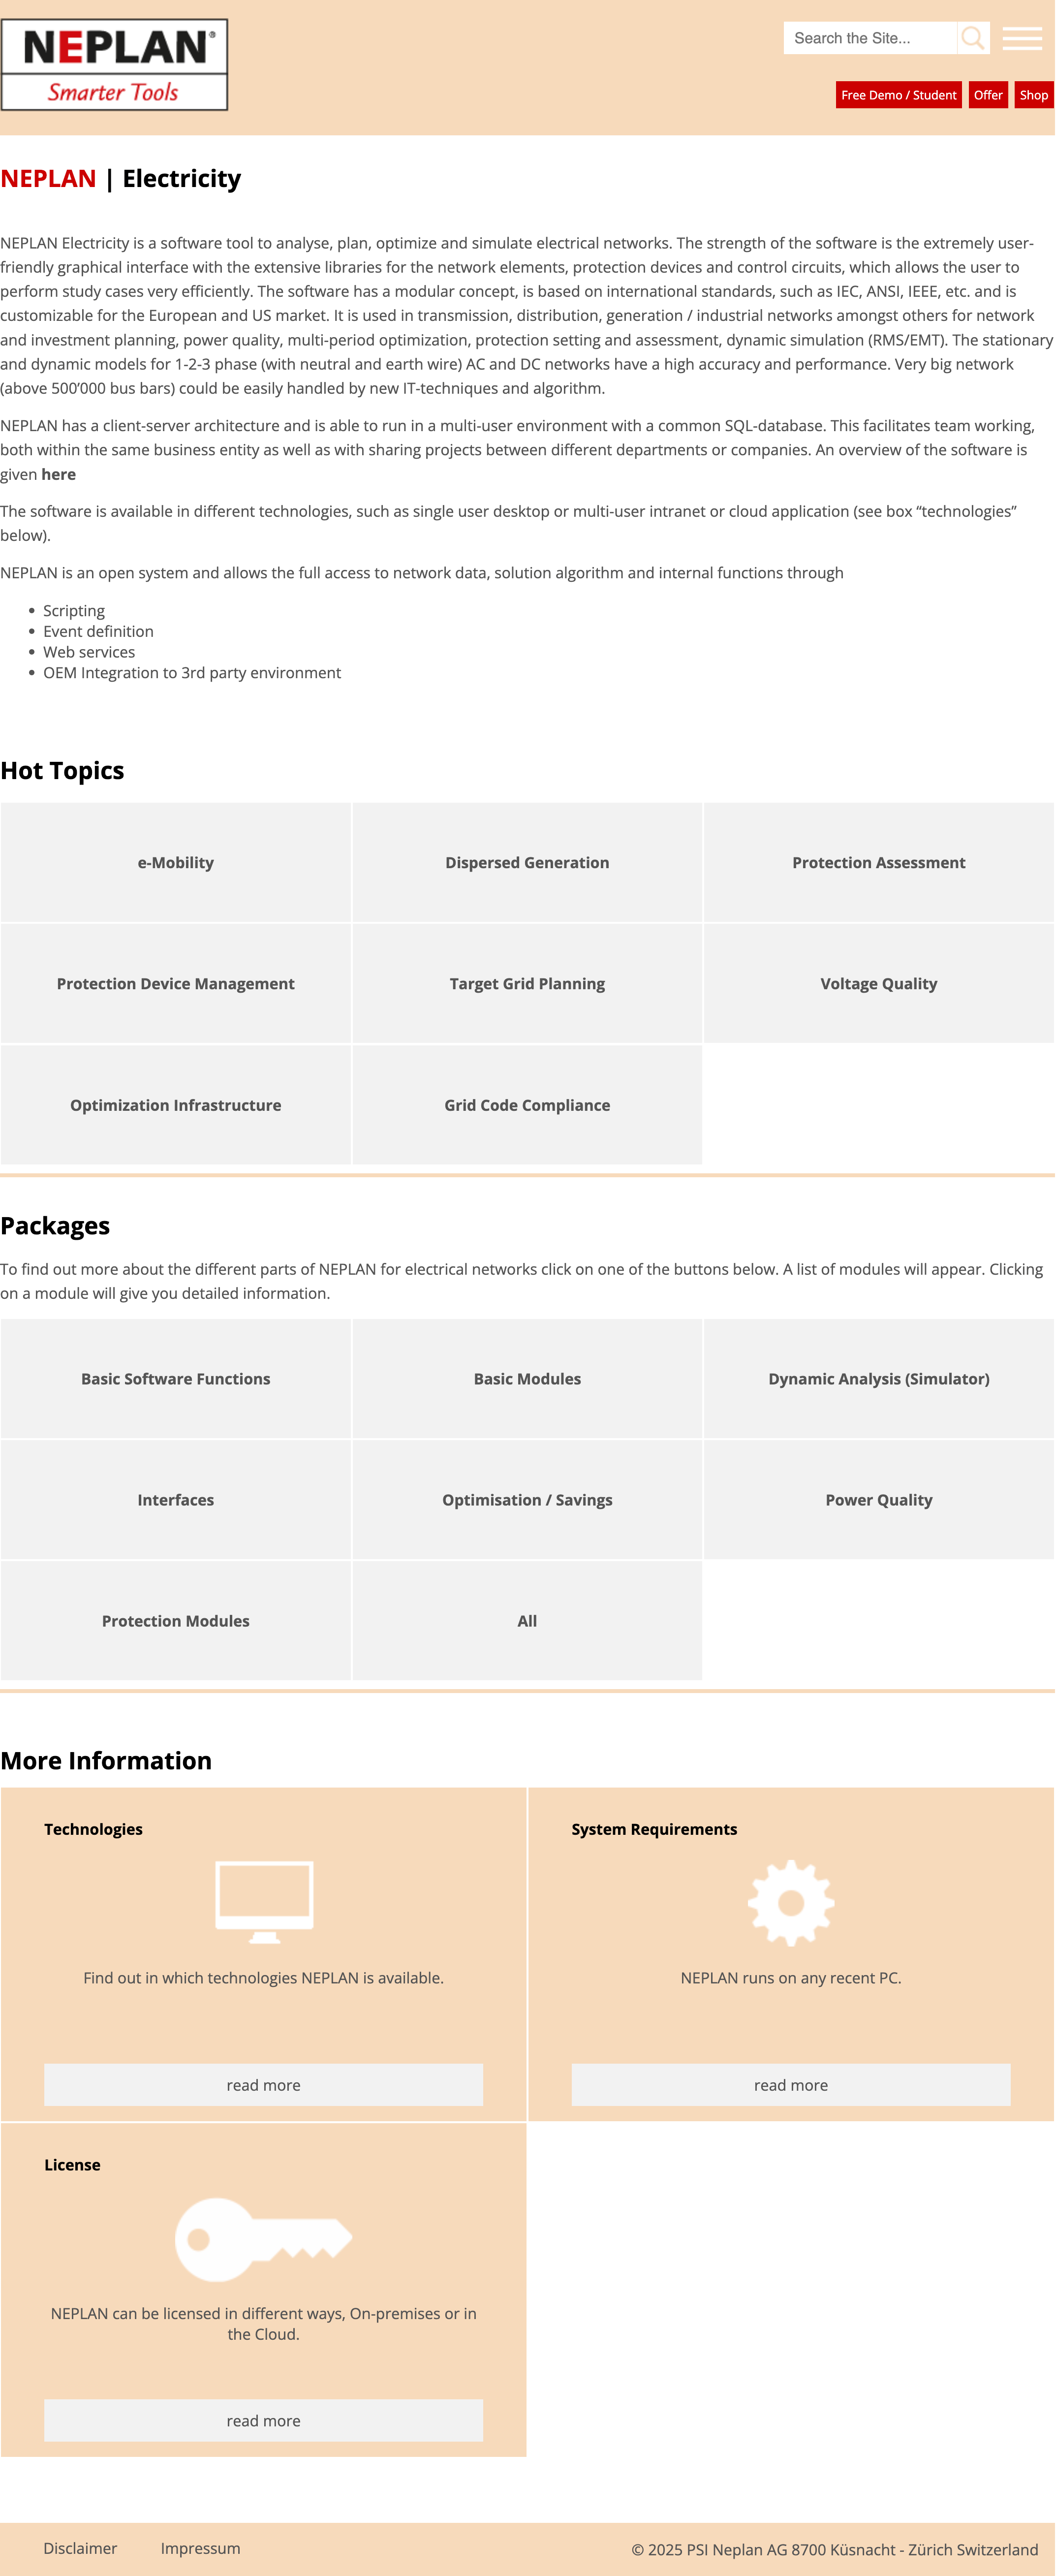 NEPLAN®
Smarter Tools
Search the Site...
Free Demo / Student
Offer
Shop
NEPLAN | Electricity
NEPLAN Electricity is a software tool to analyse, plan, optimize and simulate electrical networks. The strength of the software is the extremely user-
friendly graphical interface with the extensive libraries for the network elements, protection devices and control circuits, which allows the user to
perform study cases very efficiently. The software has a modular concept, is based on international standards, such as IEC, ANSI, IEEE, etc. and is
customizable for the European and US market. It is used in transmission, distribution, generation / industrial networks amongst others for network
and investment planning, power quality, multi-period optimization, protection setting and assessment, dynamic simulation (RMS/EMT). The stationary
and dynamic models for 1-2-3 phase (with neutral and earth wire) AC and DC networks have a high accuracy and performance. Very big network
(above 500’000 bus bars) could be easily handled by new IT-techniques and algorithm.
NEPLAN has a client-server architecture and is able to run in a multi-user environment with a common SQL-database. This facilitates team working,
both within the same business entity as well as with sharing projects between different departments or companies. An overview of the software is
given here
The software is available in different technologies, such as single user desktop or multi-user intranet or cloud application (see box “technologies”
below).
NEPLAN is an open system and allows the full access to network data, solution algorithm and internal functions through
• Scripting
• Event definition
• Web services
• OEM Integration to 3rd party environment
Hot Topics
e-Mobility
Dispersed Generation
Protection Assessment
Protection Device Management
Target Grid Planning
Voltage Quality
Optimization Infrastructure
Grid Code Compliance
Packages
To find out more about the different parts of NEPLAN for electrical networks click on one of the buttons below. A list of modules will appear. Clicking
on a module will give you detailed information.
Basic Software Functions
Basic Modules
Dynamic Analysis (Simulator)
Interfaces
Optimisation / Savings
Power Quality
Protection Modules
All
More Information
Technologies
Find out in which technologies NEPLAN is available.
read more
System Requirements
NEPLAN runs on any recent PC.
read more
License
NEPLAN can be licensed in different ways, On-premises or in
the Cloud.
read more
Disclaimer
Impressum
© 2025 PSI Neplan AG 8700 Küsnacht - Zürich Switzerland